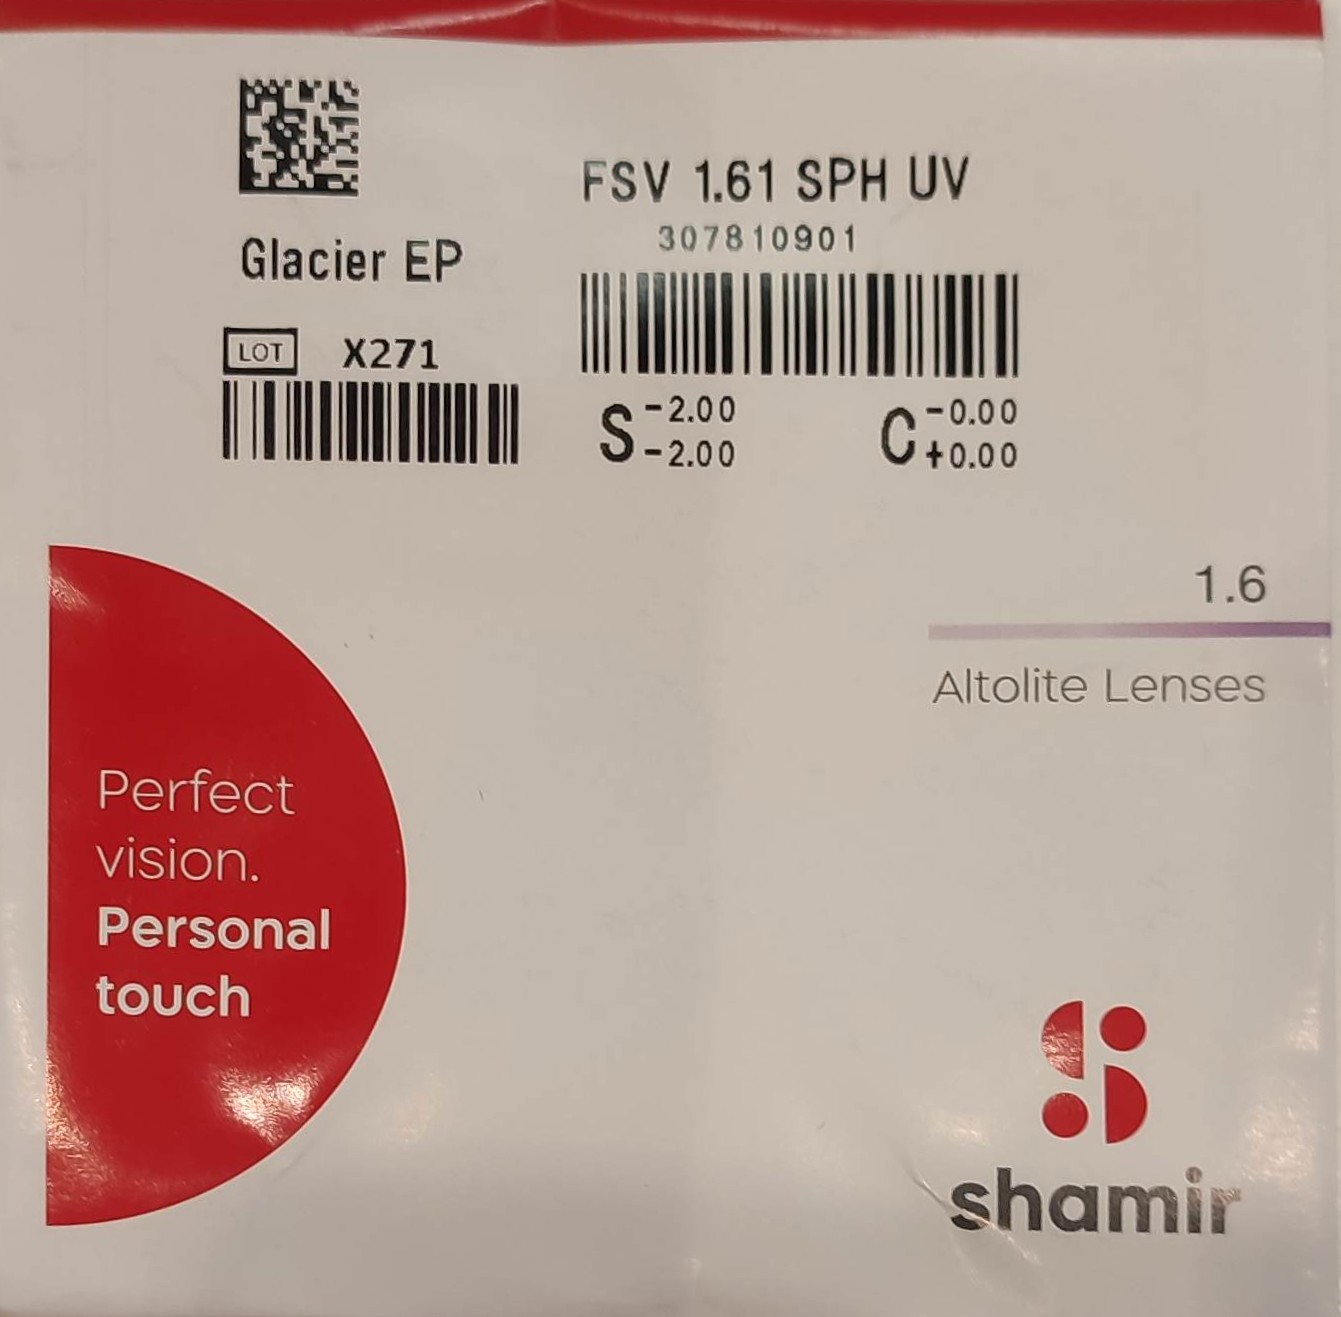 FSV 1.61 SPH UV
307810901
Glacier EP
LOT X271
S -2.00 C -0.00
-2.00 +0.00
1.6
Altolite Lenses
Perfect
vision.
Personal
touch
shamir